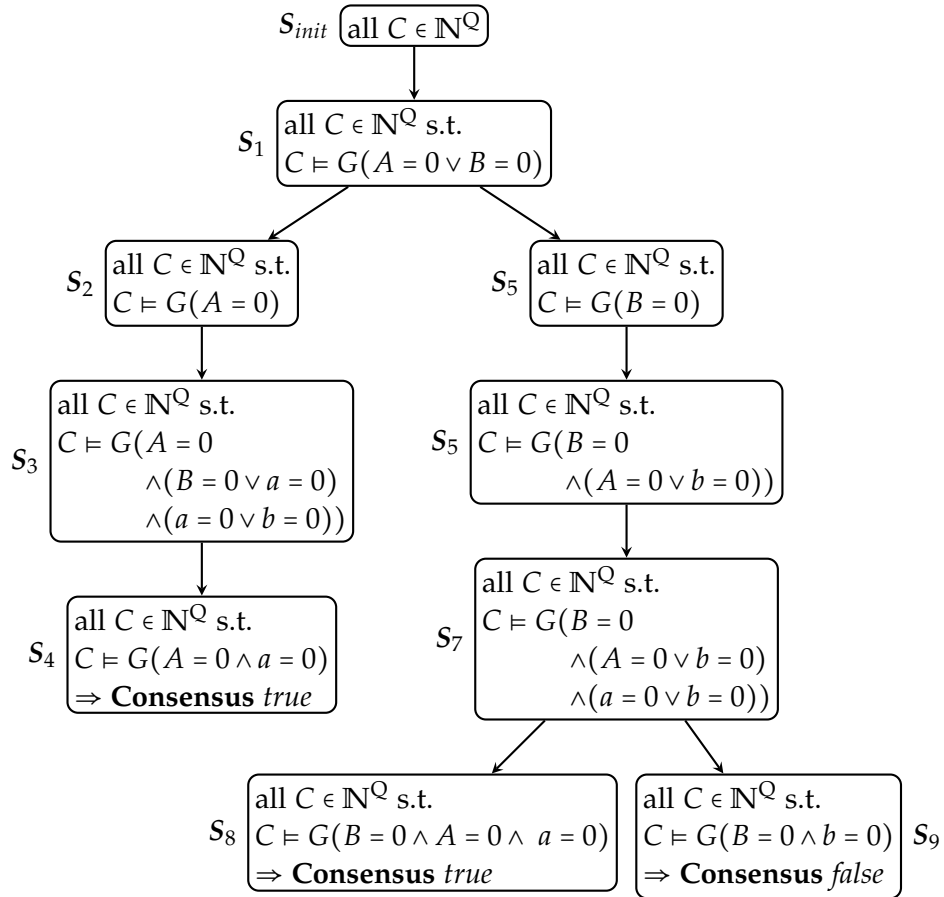 S_init all C ∈ ℕ^Q
S_1 all C ∈ ℕ^Q s.t.
C ⊨ G(A = 0 ∨ B = 0)
S_2 all C ∈ ℕ^Q s.t.
C ⊨ G(A = 0)
S_5 all C ∈ ℕ^Q s.t.
C ⊨ G(B = 0)
S_3 all C ∈ ℕ^Q s.t.
C ⊨ G(A = 0
∧(B = 0 ∨ a = 0)
∧(a = 0 ∨ b = 0))
S_5 all C ∈ ℕ^Q s.t.
C ⊨ G(B = 0
∧(A = 0 ∨ b = 0))
S_4 all C ∈ ℕ^Q s.t.
C ⊨ G(A = 0 ∧ a = 0)
⇒ Consensus true
S_7 all C ∈ ℕ^Q s.t.
C ⊨ G(B = 0
∧(A = 0 ∨ b = 0)
∧(a = 0 ∨ b = 0))
S_8 all C ∈ ℕ^Q s.t.
C ⊨ G(B = 0 ∧ A = 0 ∧ a = 0)
⇒ Consensus true
S_9 all C ∈ ℕ^Q s.t.
C ⊨ G(B = 0 ∧ b = 0)
⇒ Consensus false